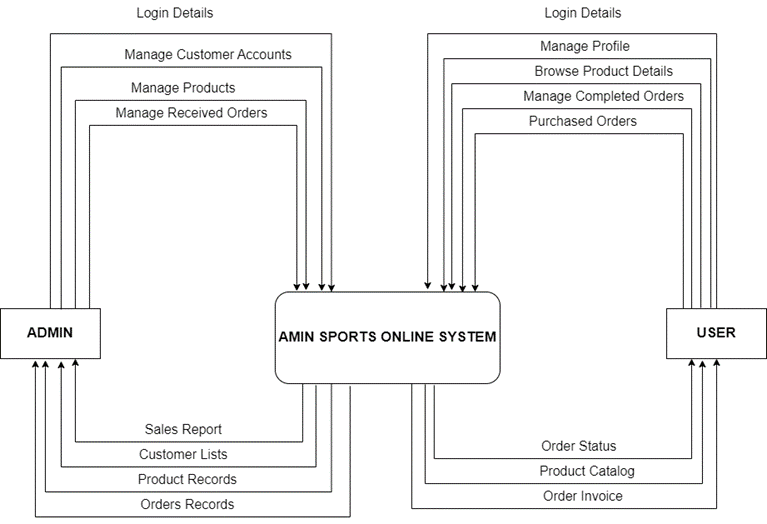 Login Details
Manage Customer Accounts
Manage Products
Manage Received Orders
Login Details
Manage Profile
Browse Product Details
Manage Completed Orders
Purchased Orders
ADMIN
AMIN SPORTS ONLINE SYSTEM
USER
Sales Report
Customer Lists
Product Records
Orders Records
Order Status
Product Catalog
Order Invoice